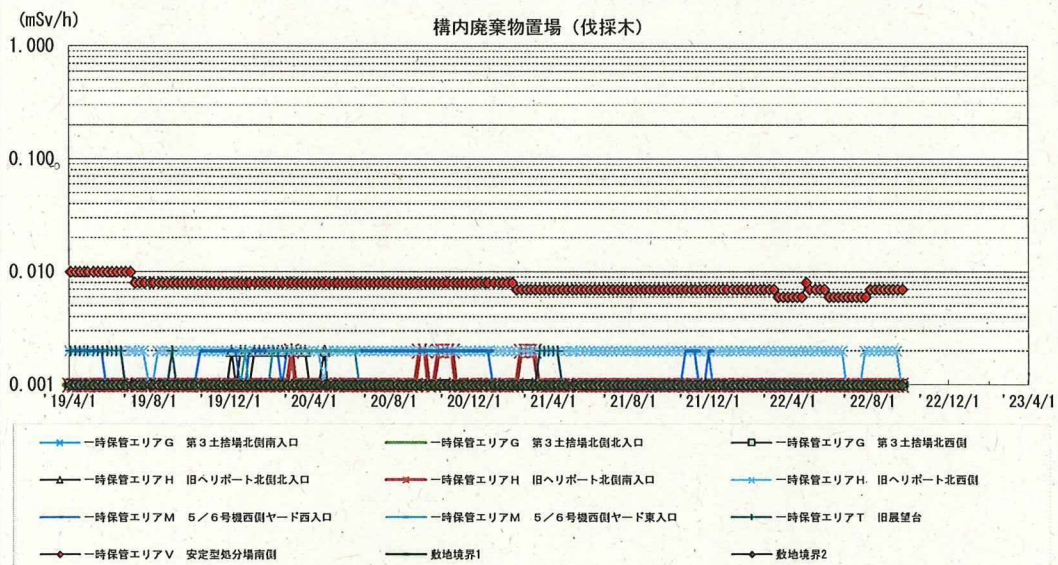 (mSv/h)
構内廃棄物置場（伐採木）
1.000
0.100
0.010
0.001
'19/4/1 '19/8/1 '19/12/1 '20/4/1 '20/8/1 '20/12/1 '21/4/1 '21/8/1 '21/12/1 '22/4/1 '22/8/1 '22/12/1 '23/4/1
一時保管エリアＧ　第３土捨場北側南入口 一時保管エリアＧ　第３土捨場北側北入口 一時保管エリアＧ　第３土捨場北西側
一時保管エリアＨ　旧ヘリポート北側北入口 一時保管エリアＨ　旧ヘリポート北側南入口 一時保管エリアＨ　旧ヘリポート北西側
一時保管エリアＭ　５／６号機西側ヤード西入口 一時保管エリアＭ　５／６号機西側ヤード東入口 一時保管エリアＴ　旧展望台
一時保管エリアＶ　安定型処分場南側 敷地境界1 敷地境界2